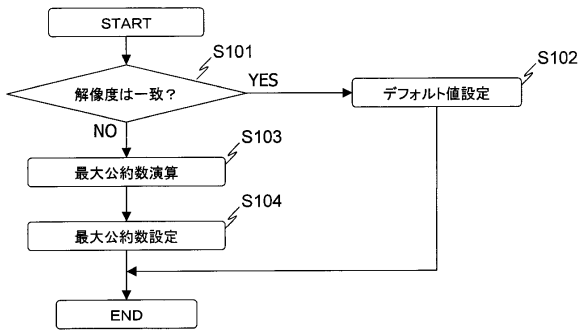 START
S101
解像度は一致？
YES
S102
デフォルト値設定
NO
S103
最大公約数演算
S104
最大公約数設定
END